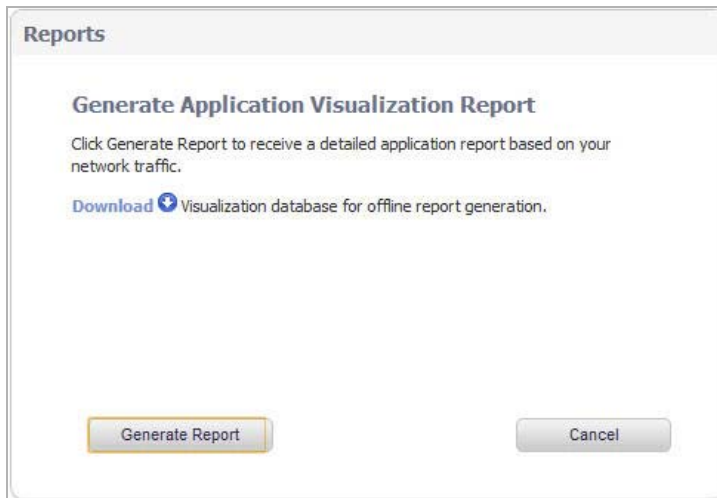 Reports
Generate Application Visualization Report
Click Generate Report to receive a detailed application report based on your
network traffic.
Download Visualization database for offline report generation.
Generate Report
Cancel